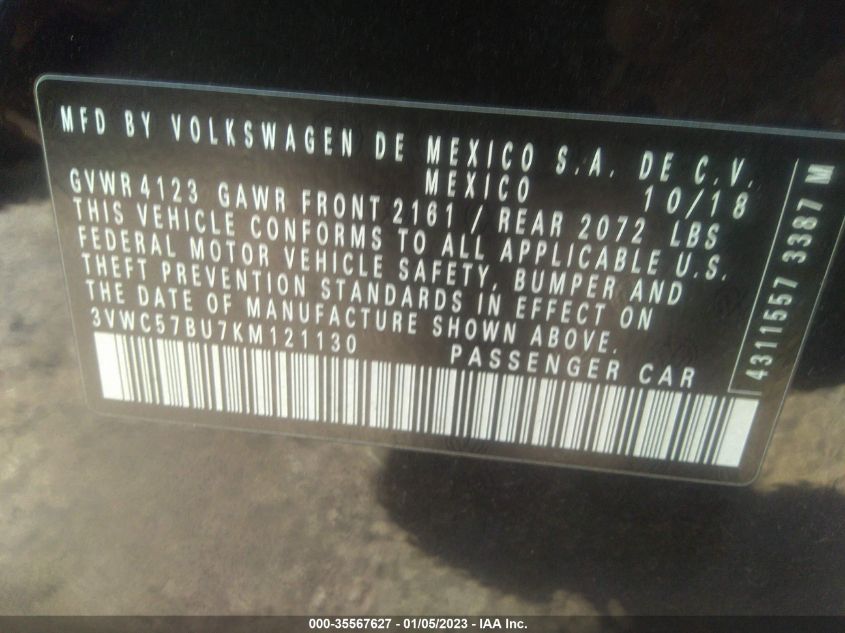 MFD BY VOLKSWAGEN DE MEXICO S.A. DE C.V.
MEXICO 10/18
GVWR 4123 GAWR FRONT 2161 / REAR 2072 LBS
THIS VEHICLE CONFORMS TO ALL APPLICABLE U.S.
FEDERAL MOTOR VEHICLE SAFETY, BUMPER AND
THEFT PREVENTION STANDARDS IN EFFECT ON
THE DATE OF MANUFACTURE SHOWN ABOVE.
3VWC57BU7KM121130 PASSENGER CAR
4311557 3387 M
000-35567627 - 01/05/2023 - IAA Inc.